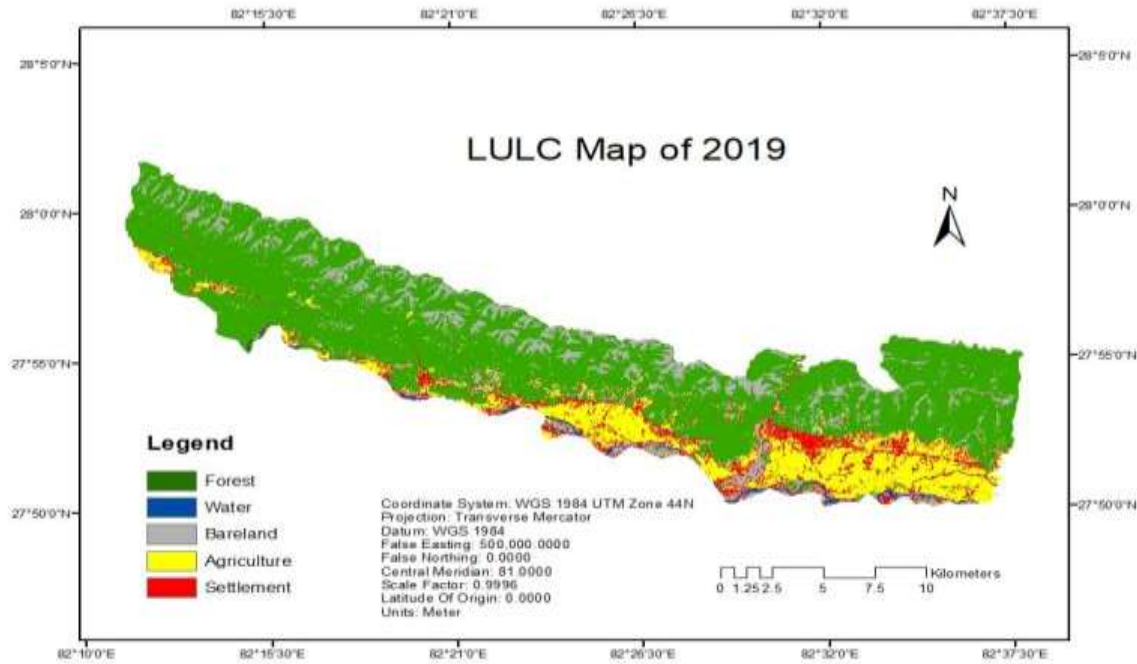 82°15'30"E 82°21'0"E 82°26'30"E 82°32'0"E 82°37'30"E
28°5'0"N 28°5'0"N
LULC Map of 2019
N
28°0'0"N 28°0'0"N
27°55'0"N 27°55'0"N
Legend
Forest
Water
Bareland
Agriculture
Settlement
Coordinate System: WGS 1984 UTM Zone 44N
Projection: Transverse Mercator
Datum: WGS 1984
False Easting: 500,000.0000
False Northing: 0.0000
Central Meridian: 81.0000
Scale Factor: 0.9996
Latitude Of Origin: 0.0000
Units: Meter
27°50'0"N 27°50'0"N
Kilometers
0 1.25 2.5 5 7.5 10
82°10'0"E 82°15'30"E 82°21'0"E 82°26'30"E 82°32'0"E 82°37'30"E